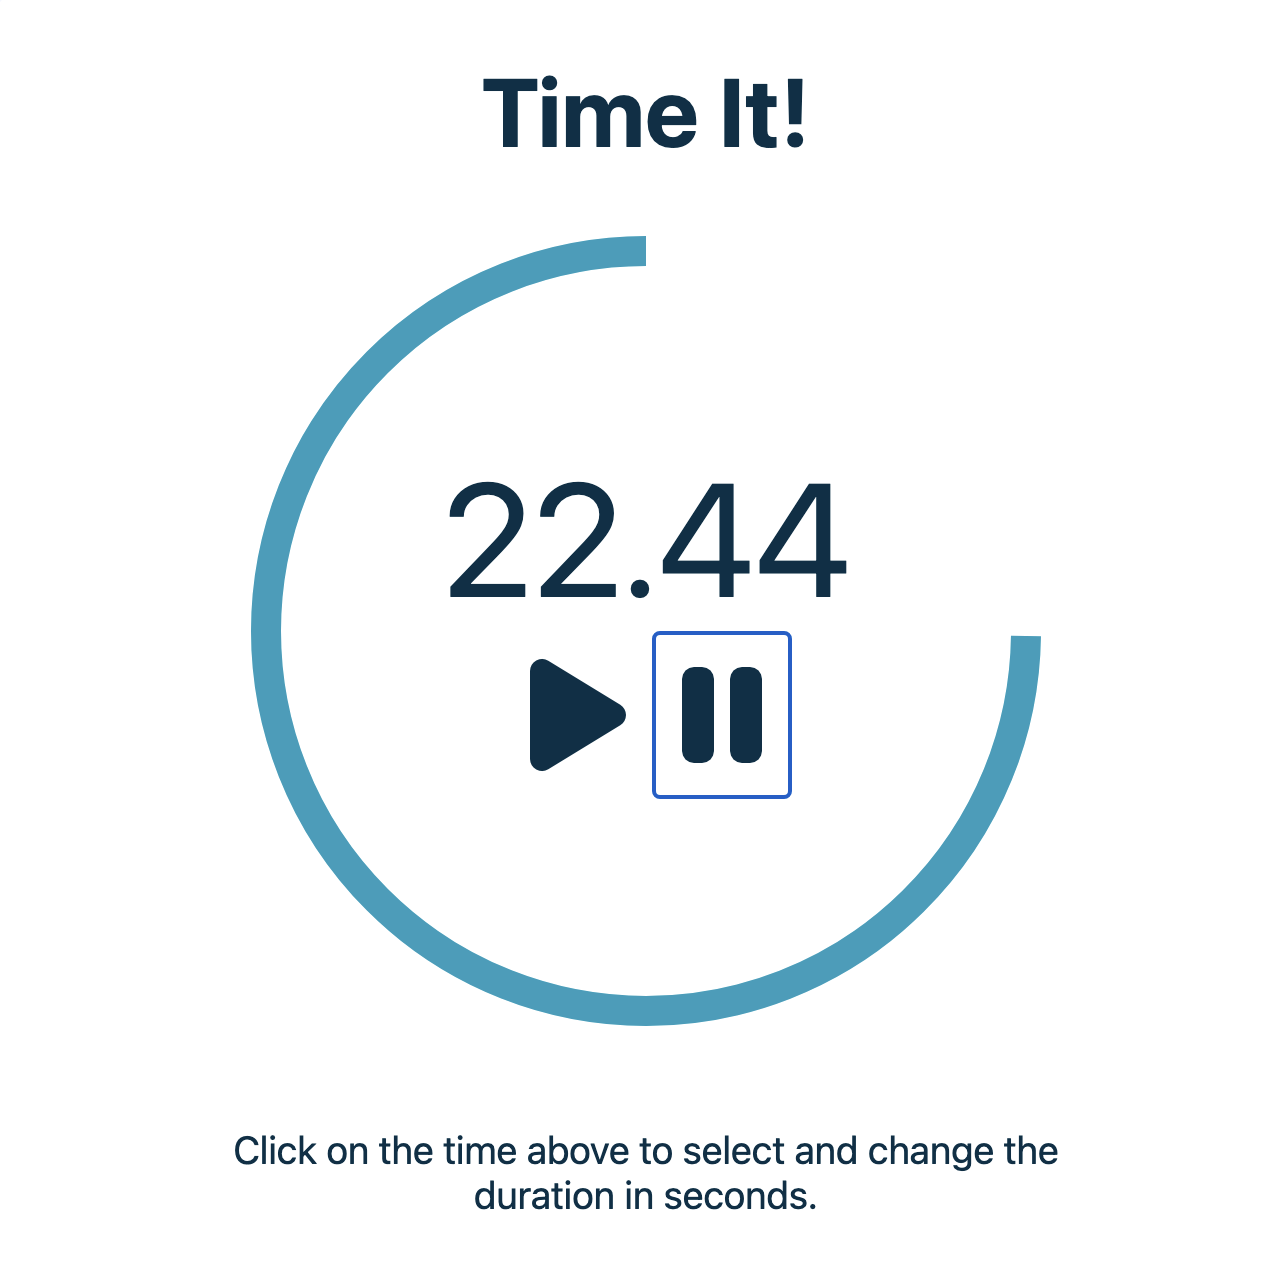 Time It!
22.44
Click on the time above to select and change the
duration in seconds.